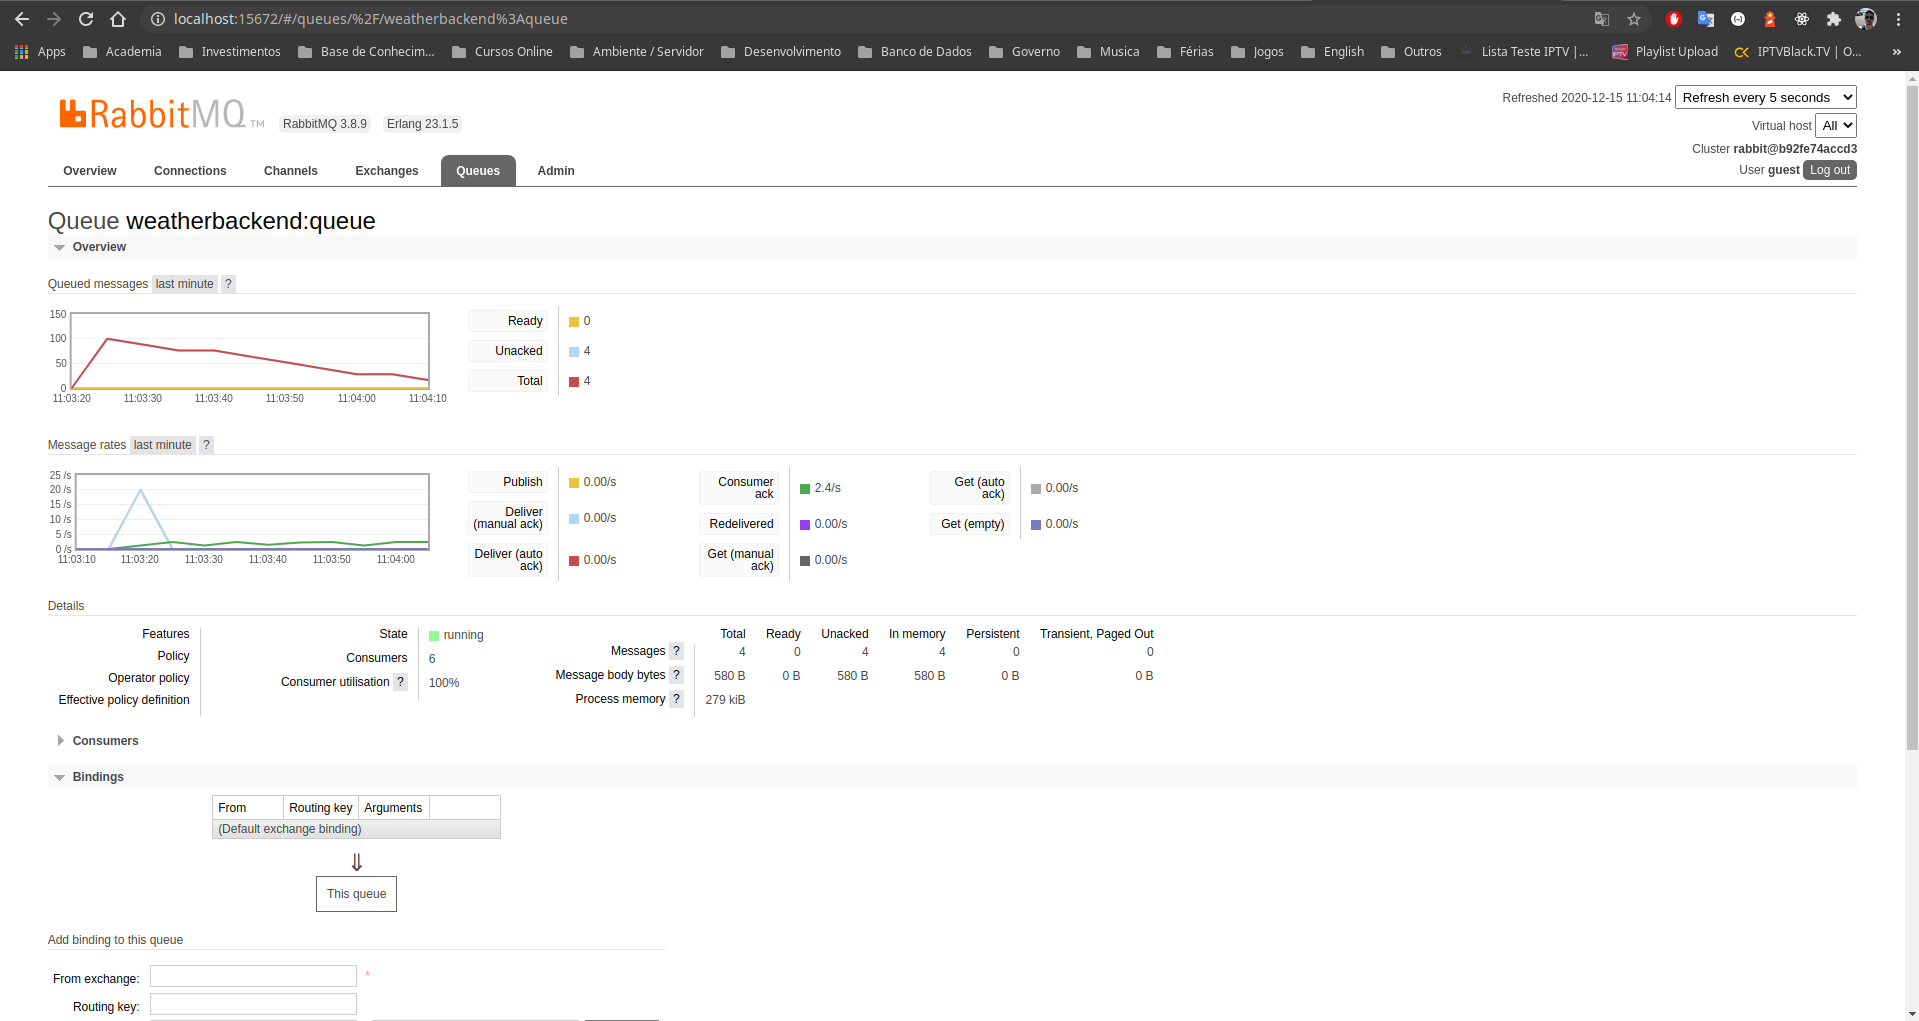 localhost:15672/#/queues/%2F/weatherbackend%3Aqueue
Apps Academia Investimentos Base de Conhecim... Cursos Online Ambiente / Servidor Desenvolvimento Banco de Dados Governo Musica Férias Jogos English Outros Lista Teste IPTV |... Playlist Upload IPTVBlack.TV | O... »
RabbitMQ TM RabbitMQ 3.8.9 Erlang 23.1.5
Refreshed 2020-12-15 11:04:14 Refresh every 5 seconds
Virtual host All
Cluster rabbit@b92fe74accd3
User guest Log out
Overview Connections Channels Exchanges Queues Admin
Queue weatherbackend:queue
Overview
Queued messages last minute ?
150
100
50
0
11:03:20 11:03:30 11:03:40 11:03:50 11:04:00 11:04:10
Ready 0
Unacked 4
Total 4
Message rates last minute ?
25 /s
20 /s
15 /s
10 /s
5 /s
0 /s
11:03:10 11:03:20 11:03:30 11:03:40 11:03:50 11:04:00
Publish 0.00/s
Deliver (manual ack) 0.00/s
Deliver (auto ack) 0.00/s
Consumer ack 2.4/s
Redelivered 0.00/s
Get (manual ack) 0.00/s
Get (auto ack) 0.00/s
Get (empty) 0.00/s
Details
Features
Policy
Operator policy
Effective policy definition
State running
Consumers 6
Consumer utilisation ? 100%
Total Ready Unacked In memory Persistent Transient, Paged Out
Messages ? 4 0 4 4 0 0
Message body bytes ? 580 B 0 B 580 B 580 B 0 B 0 B
Process memory ? 279 kiB
Consumers
Bindings
From Routing key Arguments
(Default exchange binding)
⇓
This queue
Add binding to this queue
From exchange: *
Routing key: